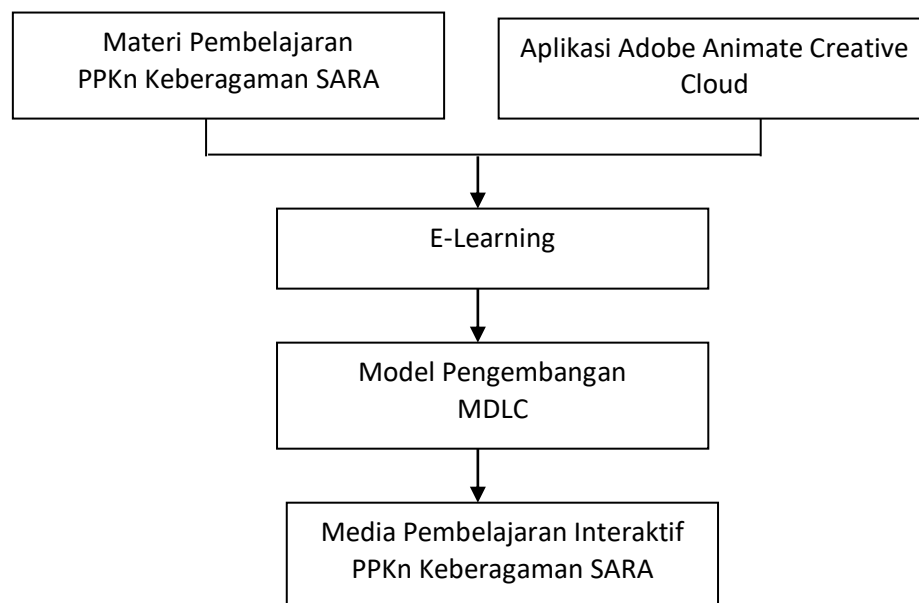 Materi Pembelajaran
PPKn Keberagaman SARA
Aplikasi Adobe Animate Creative
Cloud
E-Learning
Model Pengembangan
MDLC
Media Pembelajaran Interaktif
PPKn Keberagaman SARA